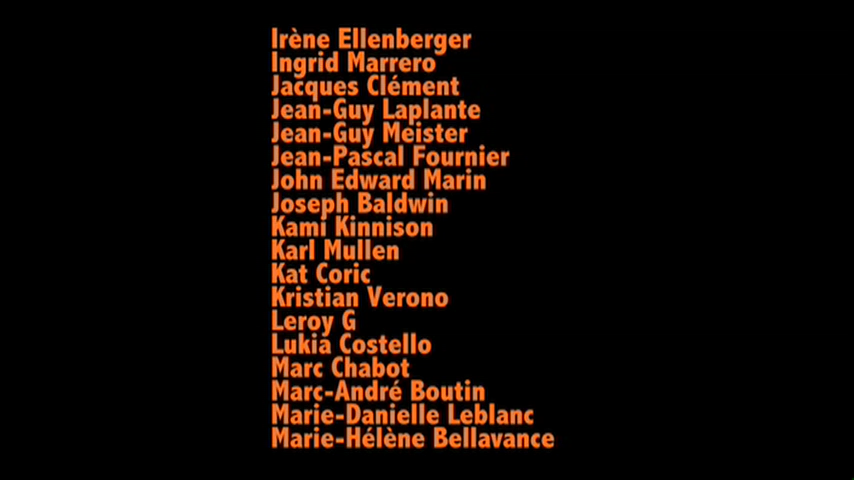 Irène Ellenberger
Ingrid Marrero
Jacques Clément
Jean-Guy Laplante
Jean-Guy Meister
Jean-Pascal Fournier
John Edward Marin
Joseph Baldwin
Kami Kinnison
Karl Mullen
Kat Coric
Kristian Verono
Leroy G
Lukia Costello
Marc Chabot
Marc-André Boutin
Marie-Danielle Leblanc
Marie-Hélène Bellavance